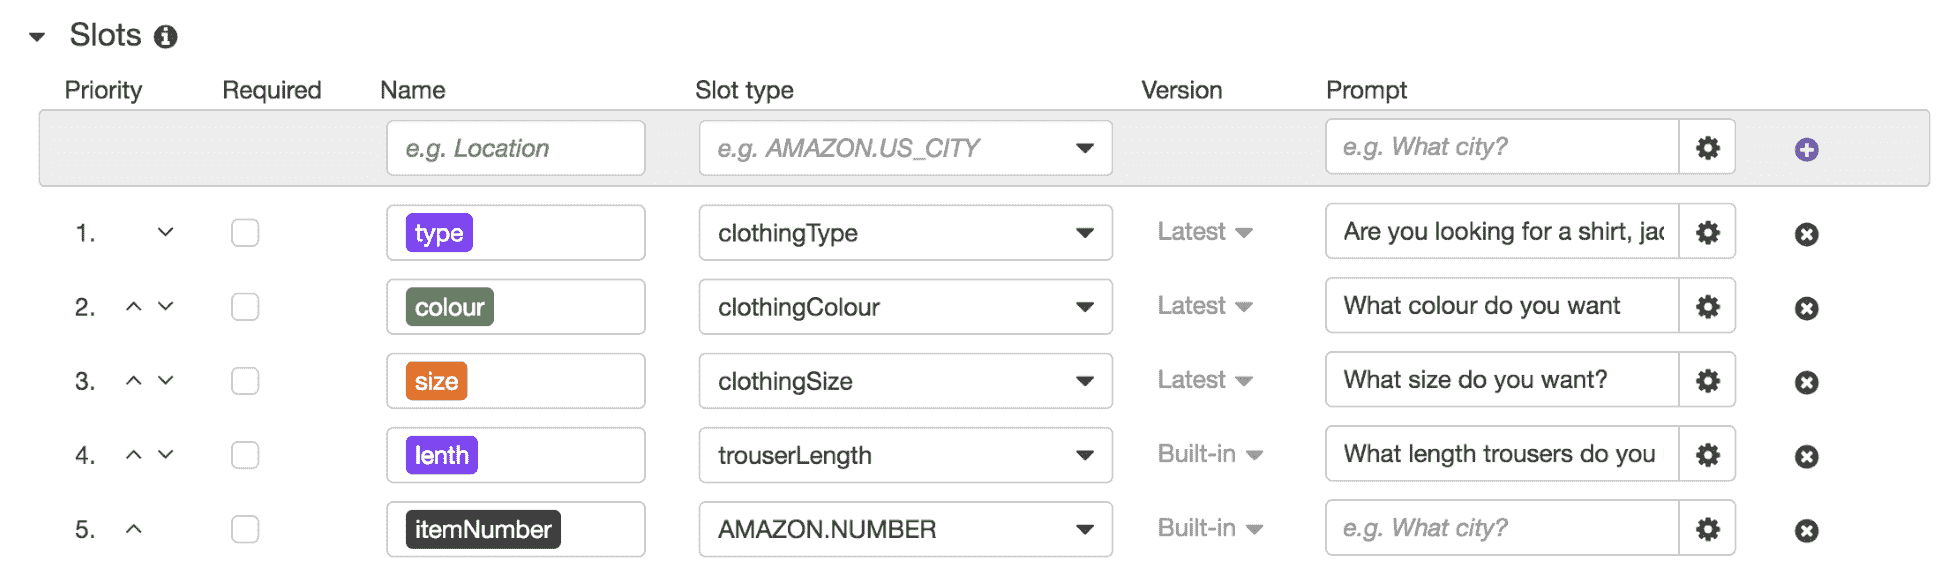 Slots
Priority Required Name Slot type Version Prompt
e.g. Location e.g. AMAZON.US_CITY e.g. What city?
1. type clothingType Latest Are you looking for a shirt, jac
2. colour clothingColour Latest What colour do you want
3. size clothingSize Latest What size do you want?
4. lenth trouserLength Built-in What length trousers do you
5. itemNumber AMAZON.NUMBER Built-in e.g. What city?